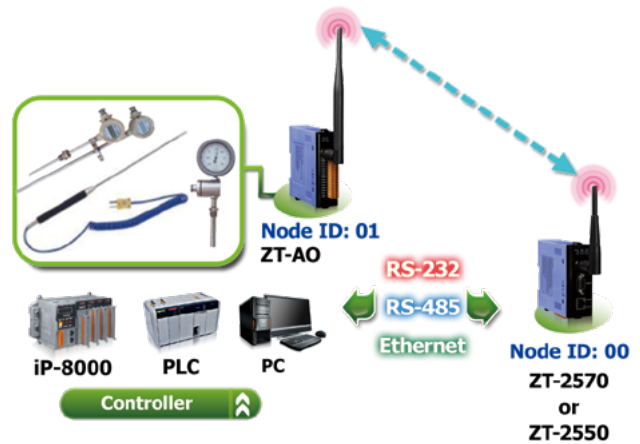 Node ID: 01
ZT-AO
RS-232
RS-485
Ethernet
iP-8000
PLC
PC
Controller
Node ID: 00
ZT-2570
or
ZT-2550